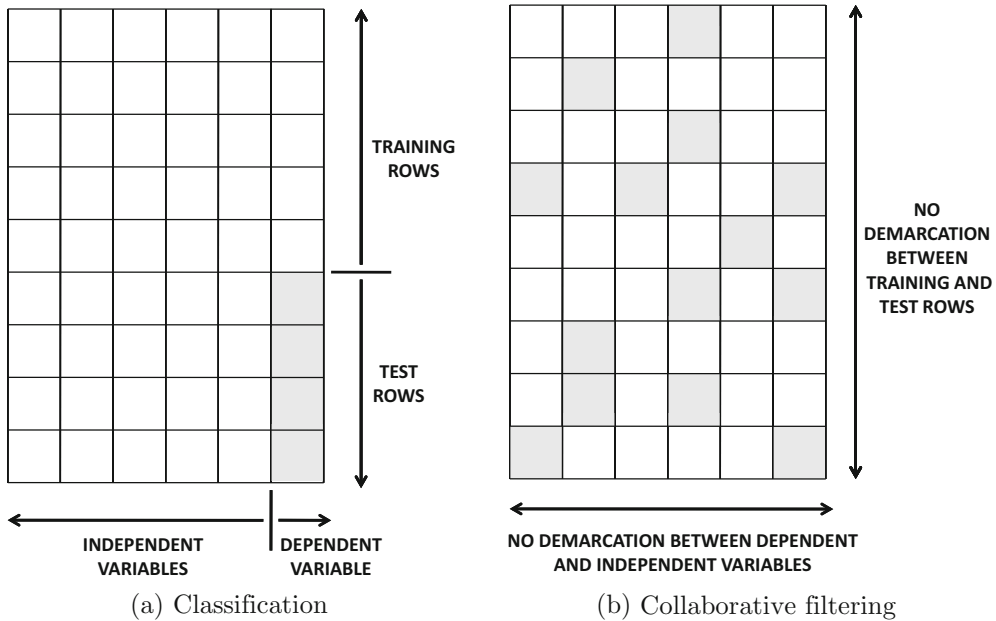 TRAINING
ROWS
TEST
ROWS
INDEPENDENT
VARIABLES
DEPENDENT
VARIABLE
(a) Classification
NO
DEMARCATION
BETWEEN
TRAINING AND
TEST ROWS
NO DEMARCATION BETWEEN DEPENDENT
AND INDEPENDENT VARIABLES
(b) Collaborative filtering